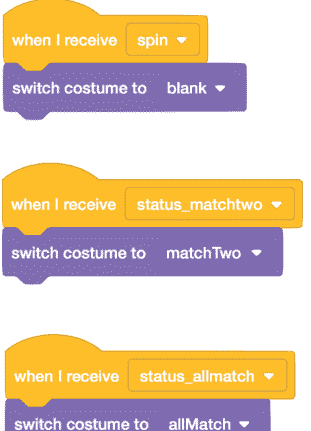 when I receive spin
switch costume to blank
when I receive status_matchtwo
switch costume to matchTwo
when I receive status_allmatch
switch costume to allMatch